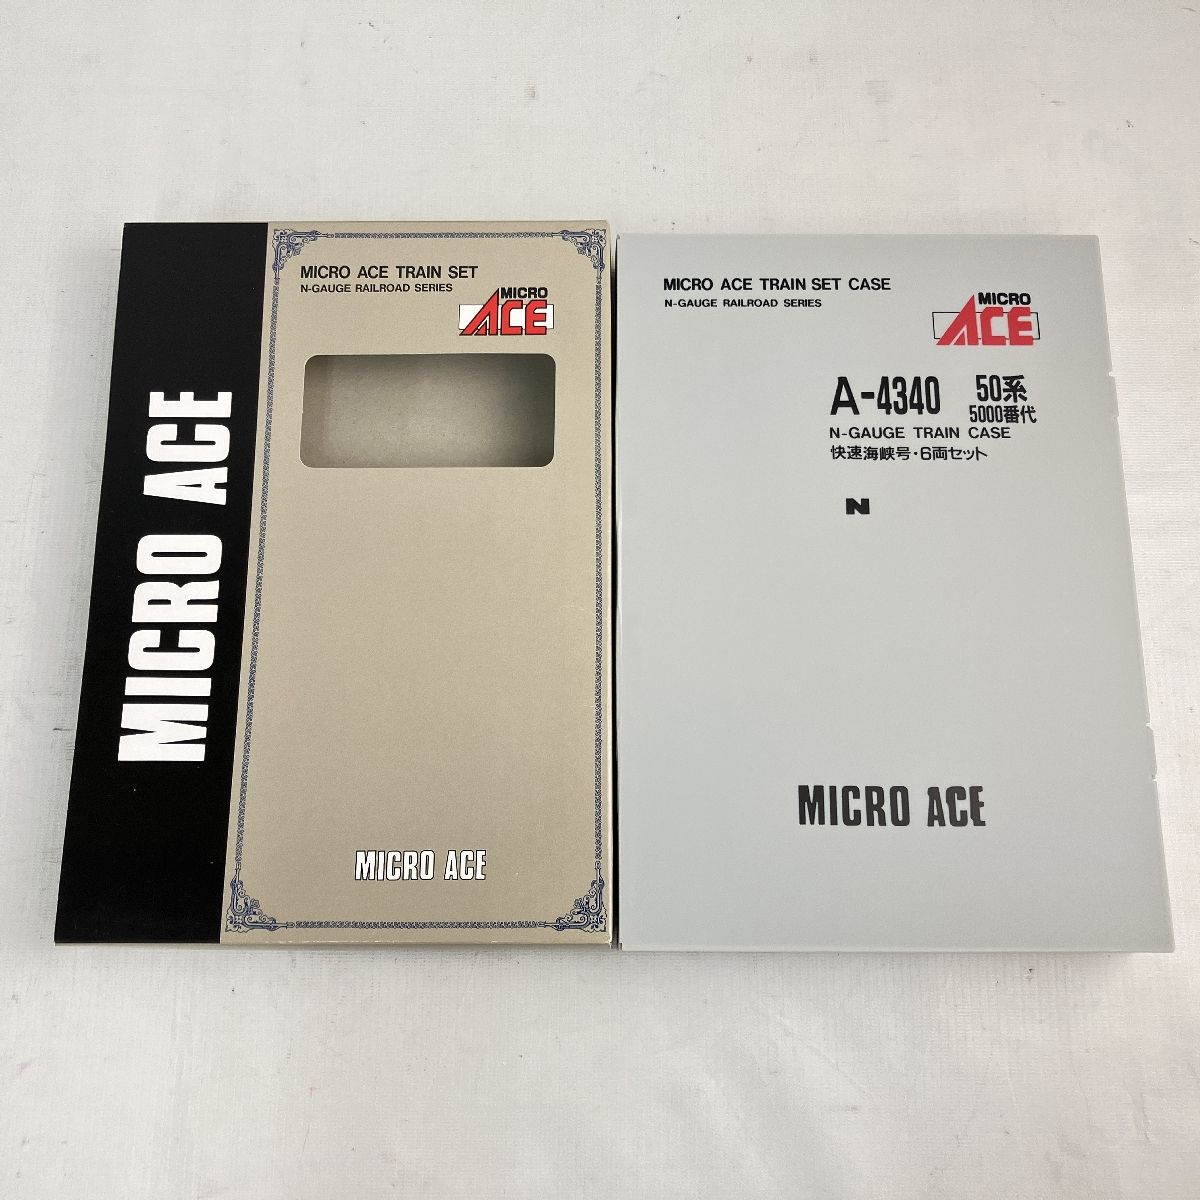 MICRO ACE
MICRO ACE TRAIN SET
N-GAUGE RAILROAD SERIES
MICRO
ACE
MICRO ACE
MICRO ACE TRAIN SET CASE
N-GAUGE RAILROAD SERIES
MICRO
ACE
A-4340 50系
5000番代
N-GAUGE TRAIN CASE
快速海峡号・6両セット
N
MICRO ACE